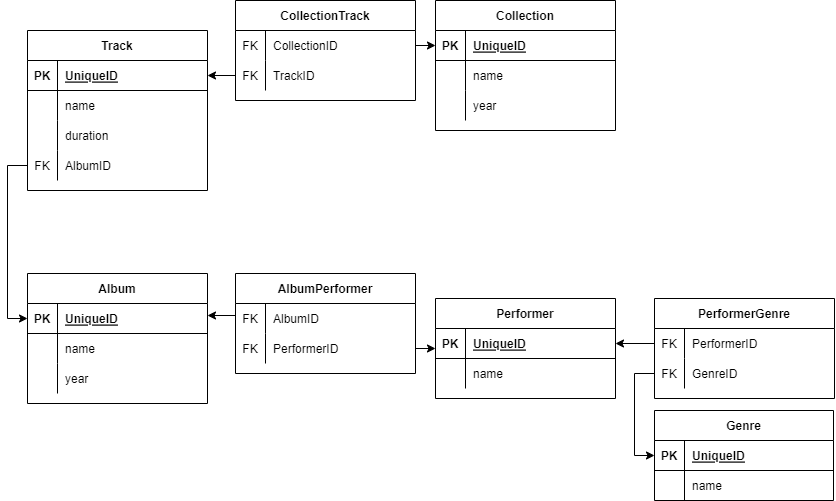 CollectionTrack
FK CollectionID
FK TrackID
Collection
PK UniqueID
name
year
Track
PK UniqueID
name
duration
FK AlbumID
Album
PK UniqueID
name
year
AlbumPerformer
FK AlbumID
FK PerformerID
Performer
PK UniqueID
name
PerformerGenre
FK PerformerID
FK GenreID
Genre
PK UniqueID
name